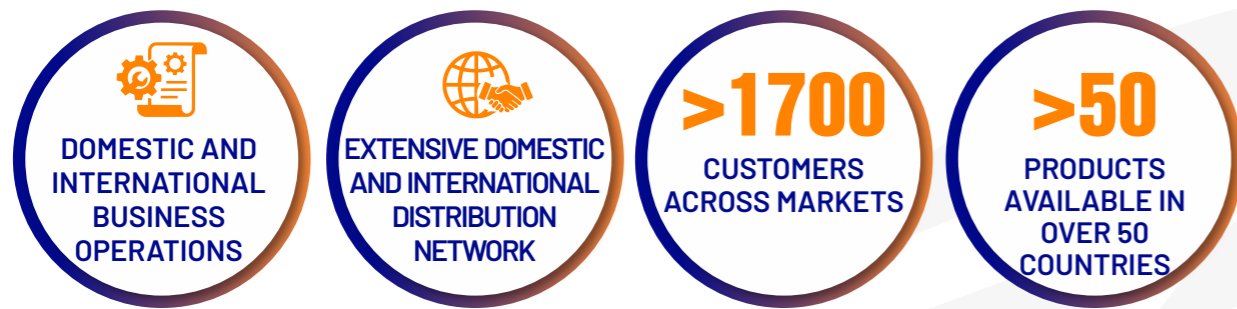 DOMESTIC AND
INTERNATIONAL
BUSINESS
OPERATIONS
EXTENSIVE DOMESTIC
AND INTERNATIONAL
DISTRIBUTION
NETWORK
>1700
CUSTOMERS
ACROSS MARKETS
>50
PRODUCTS
AVAILABLE IN
OVER 50
COUNTRIES